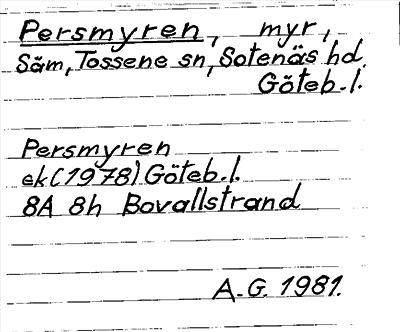 Persmyren, myr,
Säm, Tossene sn, Sotenäs hd.
Göteb. l.
Persmyren
ek (1978) Göteb. l.
8A 8h Bovallstrand
A.G. 1981.